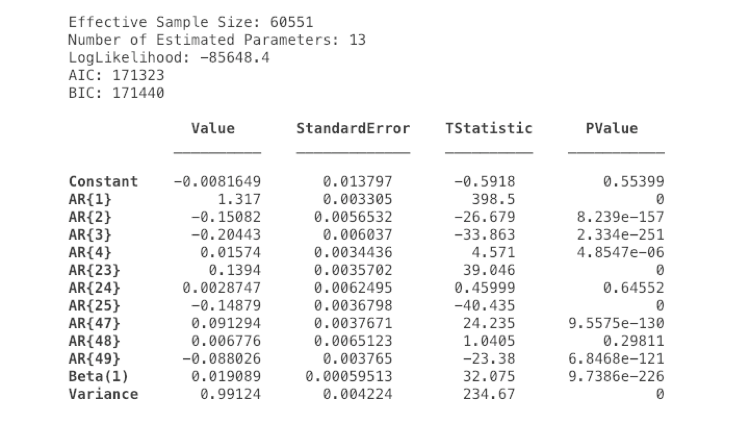 Effective Sample Size: 60551
Number of Estimated Parameters: 13
LogLikelihood: -85648.4
AIC: 171323
BIC: 171440
Value StandardError TStatistic PValue
Constant -0.0081649 0.013797 -0.5918 0.55399
AR{1} 1.317 0.003305 398.5 0
AR{2} -0.15082 0.0056532 -26.679 8.239e-157
AR{3} -0.20443 0.006037 -33.863 2.334e-251
AR{4} 0.01574 0.0034436 4.571 4.8547e-06
AR{23} 0.1394 0.0035702 39.046 0
AR{24} 0.0028747 0.0062495 0.45999 0.64552
AR{25} -0.14879 0.0036798 -40.435 0
AR{47} 0.091294 0.0037671 24.235 9.5575e-130
AR{48} 0.006776 0.0065123 1.0405 0.29811
AR{49} -0.088026 0.003765 -23.38 6.8468e-121
Beta(1) 0.019089 0.00059513 32.075 9.7386e-226
Variance 0.99124 0.004224 234.67 0